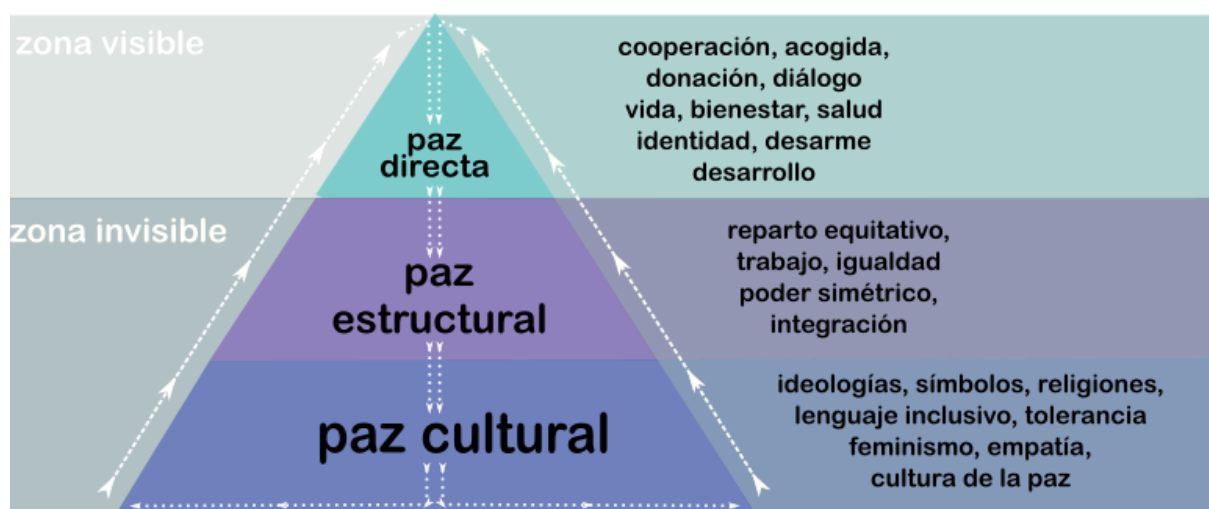 zona visible
cooperación, acogida,
donación, diálogo
vida, bienestar, salud
identidad, desarme
desarrollo
paz
directa
zona invisible
reparto equitativo,
trabajo, igualdad
poder simétrico,
integración
paz
estructural
ideologías, símbolos, religiones,
lenguaje inclusivo, tolerancia
feminismo, empatía,
cultura de la paz
paz cultural